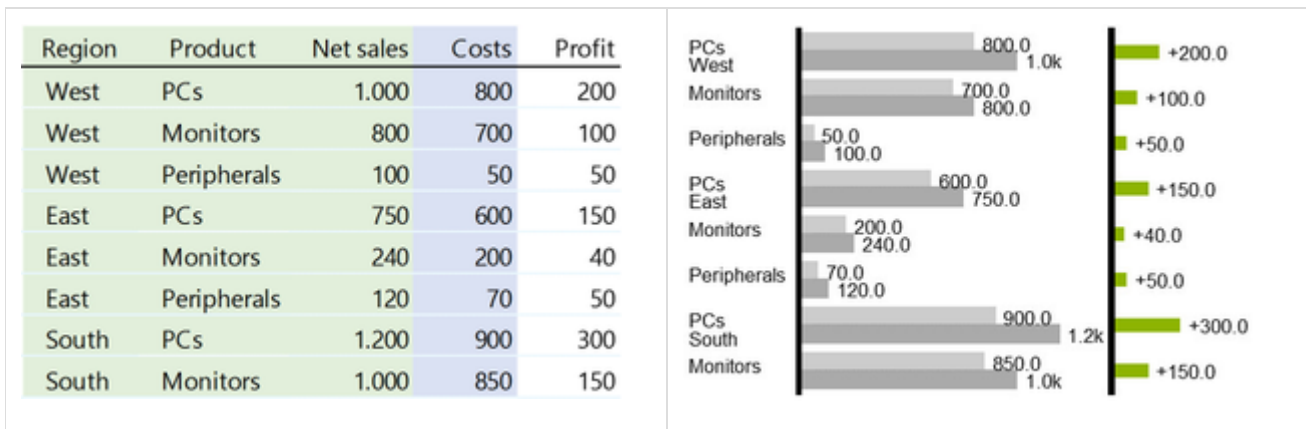 Region Product Net sales Costs Profit
West PCs 1.000 800 200
West Monitors 800 700 100
West Peripherals 100 50 50
East PCs 750 600 150
East Monitors 240 200 40
East Peripherals 120 70 50
South PCs 1.200 900 300
South Monitors 1.000 850 150
PCs 800.0
West 1.0k +200.0
Monitors 700.0
800.0 +100.0
Peripherals 50.0
100.0 +50.0
PCs 600.0
East 750.0 +150.0
Monitors 200.0
240.0 +40.0
Peripherals 70.0
120.0 +50.0
PCs 900.0
South 1.2k +300.0
Monitors 850.0
1.0k +150.0